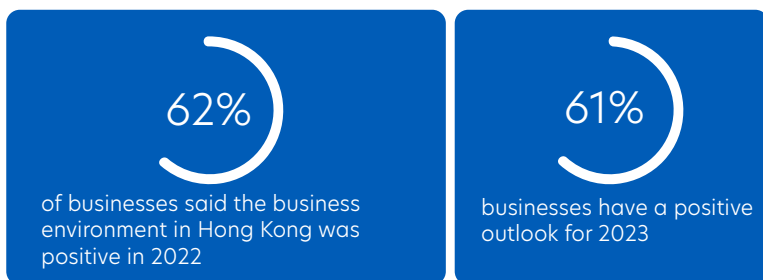 62%
of businesses said the business
environment in Hong Kong was
positive in 2022
61%
businesses have a positive
outlook for 2023